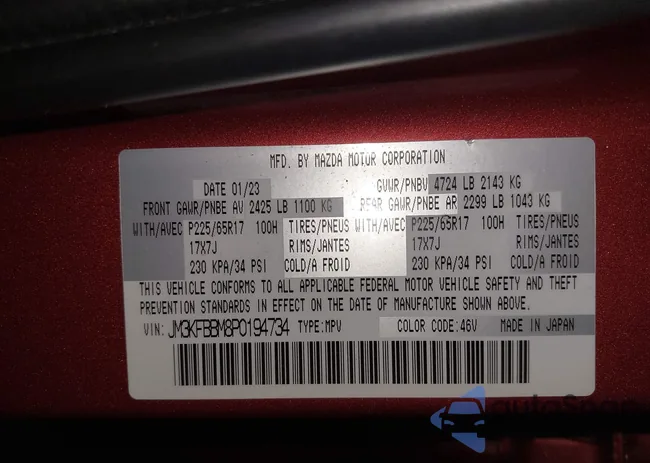 MFD. BY MAZDA MOTOR CORPORATION
DATE 01/23 GVWR/PNBV 4724 LB 2143 KG
FRONT GAWR/PNBE AV 2425 LB 1100 KG REAR GAWR/PNBE AR 2299 LB 1043 KG
WITH/AVEC P225/65R17 100H TIRES/PNEUS WITH/AVEC P225/65R17 100H TIRES/PNEUS
17X7J RIMS/JANTES 17X7J RIMS/JANTES
230 KPA/34 PSI COLD/A FROID 230 KPA/34 PSI COLD/A FROID
THIS VEHICLE CONFORMS TO ALL APPLICABLE FEDERAL MOTOR VEHICLE SAFETY AND THEFT
PREVENTION STANDARDS IN EFFECT ON THE DATE OF MANUFACTURE SHOWN ABOVE.
VIN: JM3KFBBM8P0194734 TYPE:MPV COLOR CODE:46V MADE IN JAPAN